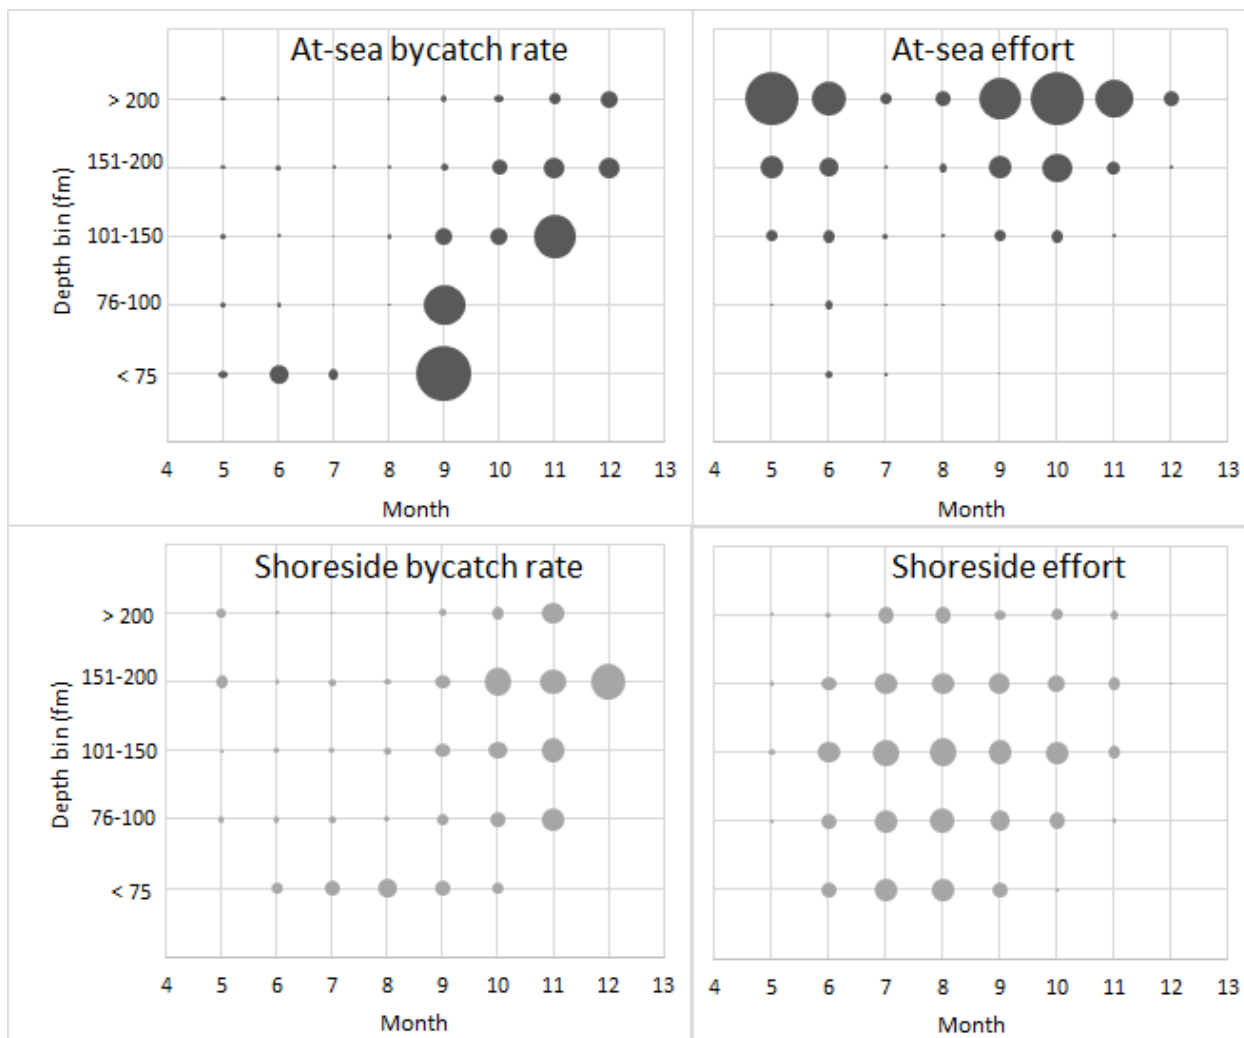 At-sea bycatch rate
> 200
151-200
101-150
76-100
< 75
Depth bin (fm)
4 5 6 7 8 9 10 11 12 13
Month
At-sea effort
4 5 6 7 8 9 10 11 12 13
Month
Shoreside bycatch rate
> 200
151-200
101-150
76-100
< 75
Depth bin (fm)
4 5 6 7 8 9 10 11 12 13
Month
Shoreside effort
4 5 6 7 8 9 10 11 12 13
Month